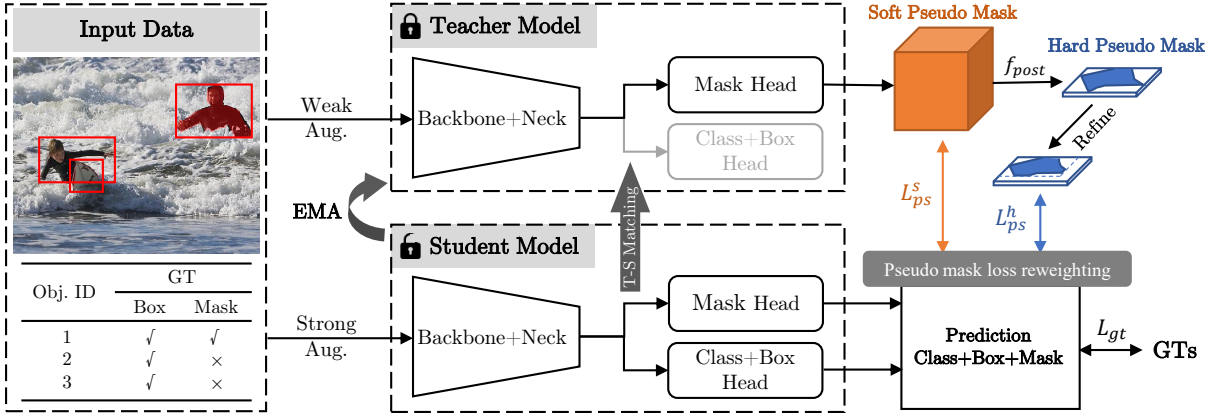 Input Data
Obj. ID
GT
Box Mask
1 √ √
2 √ ×
3 √ ×
Weak
Aug.
Strong
Aug.
EMA
Teacher Model
Backbone+Neck
Mask Head
Class+Box
Head
T-S Matching
Student Model
Backbone+Neck
Mask Head
Class+Box
Head
Soft Pseudo Mask
f_post
Hard Pseudo Mask
Refine
L^s_ps
L^h_ps
Pseudo mask loss reweighting
Prediction
Class+Box+Mask
L_gt
GTs